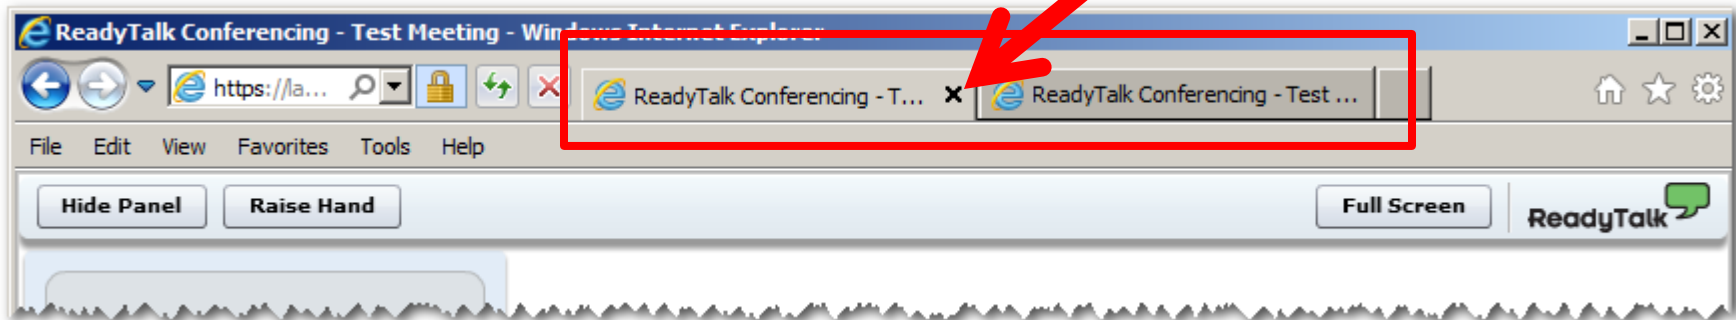 ReadyTalk Conferencing - Test Meeting - Windows Internet Explorer
https://la...
ReadyTalk Conferencing - T...
ReadyTalk Conferencing - Test ...
File Edit View Favorites Tools Help
Hide Panel Raise Hand Full Screen ReadyTalk